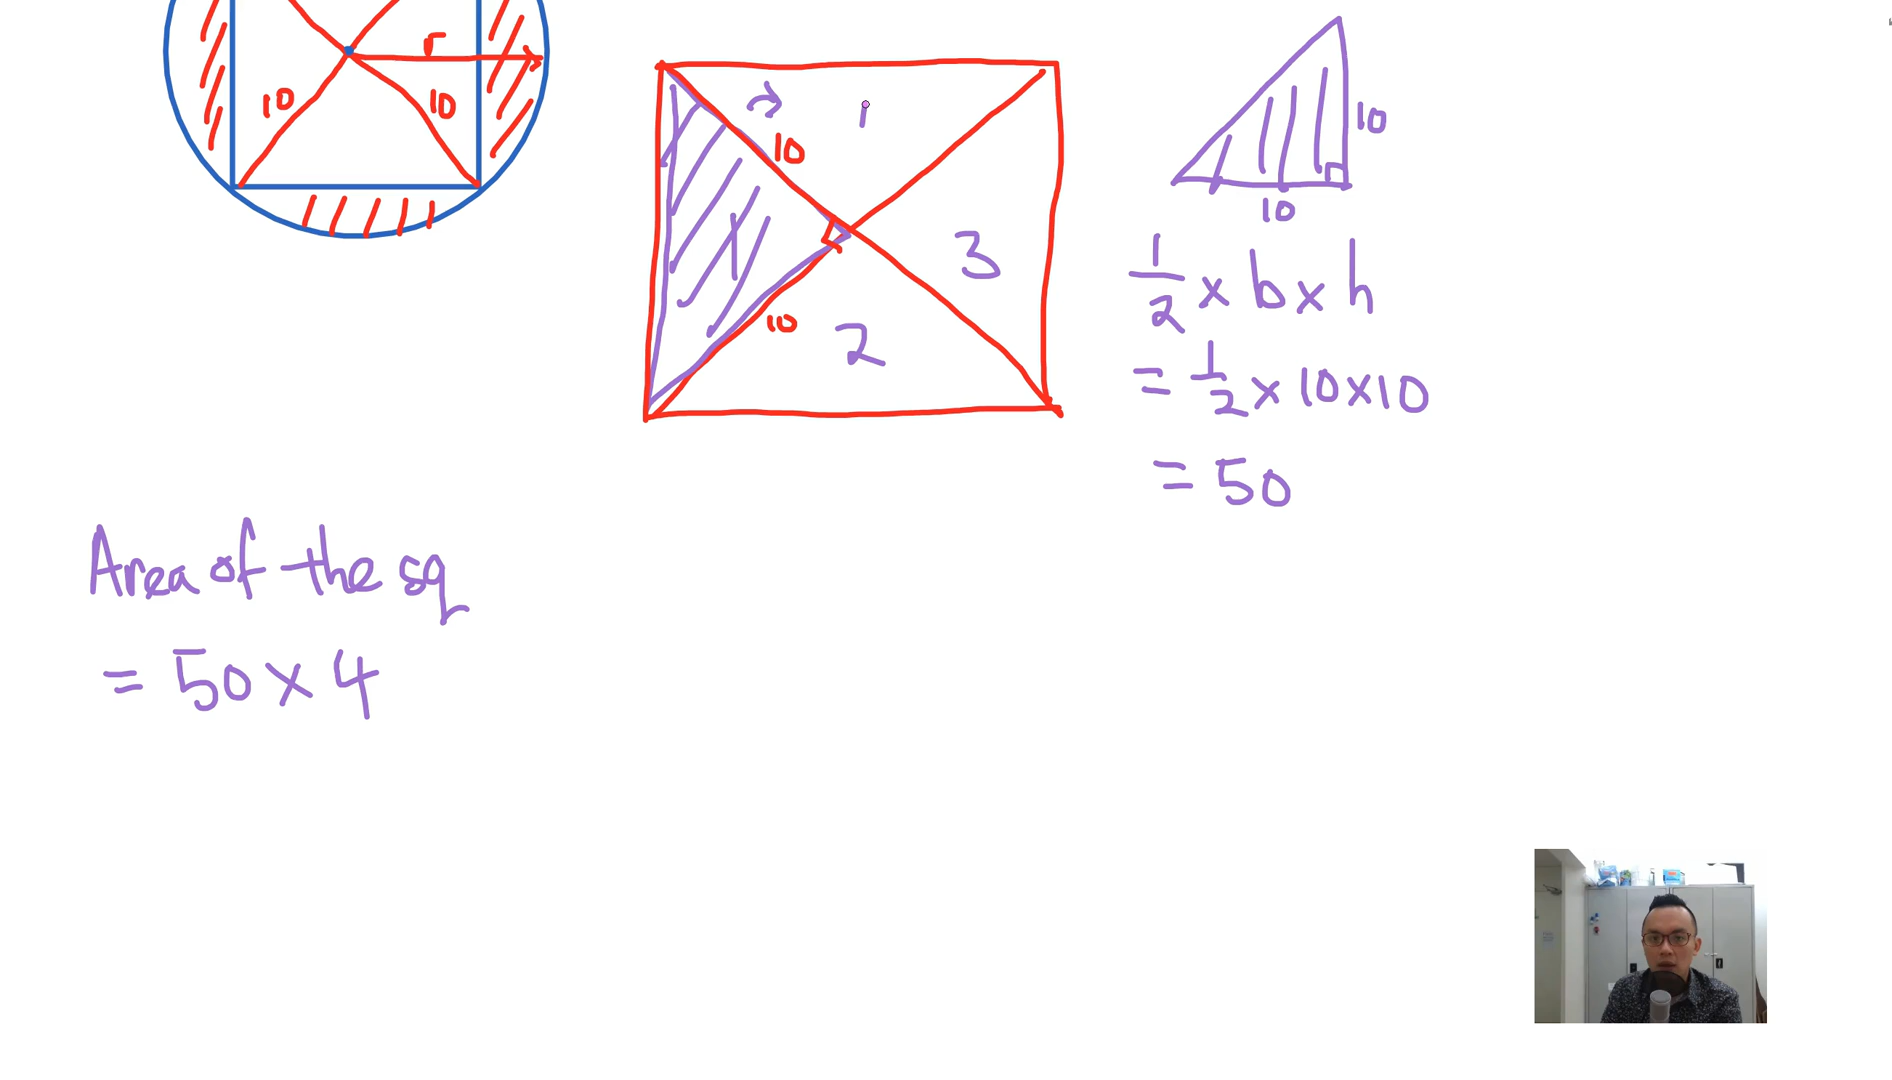 r
10
10
10
1
1
3
10
2
10
10
1/2 × b × h
= 1/2 × 10 × 10
= 50
Area of the sq
= 50 × 4